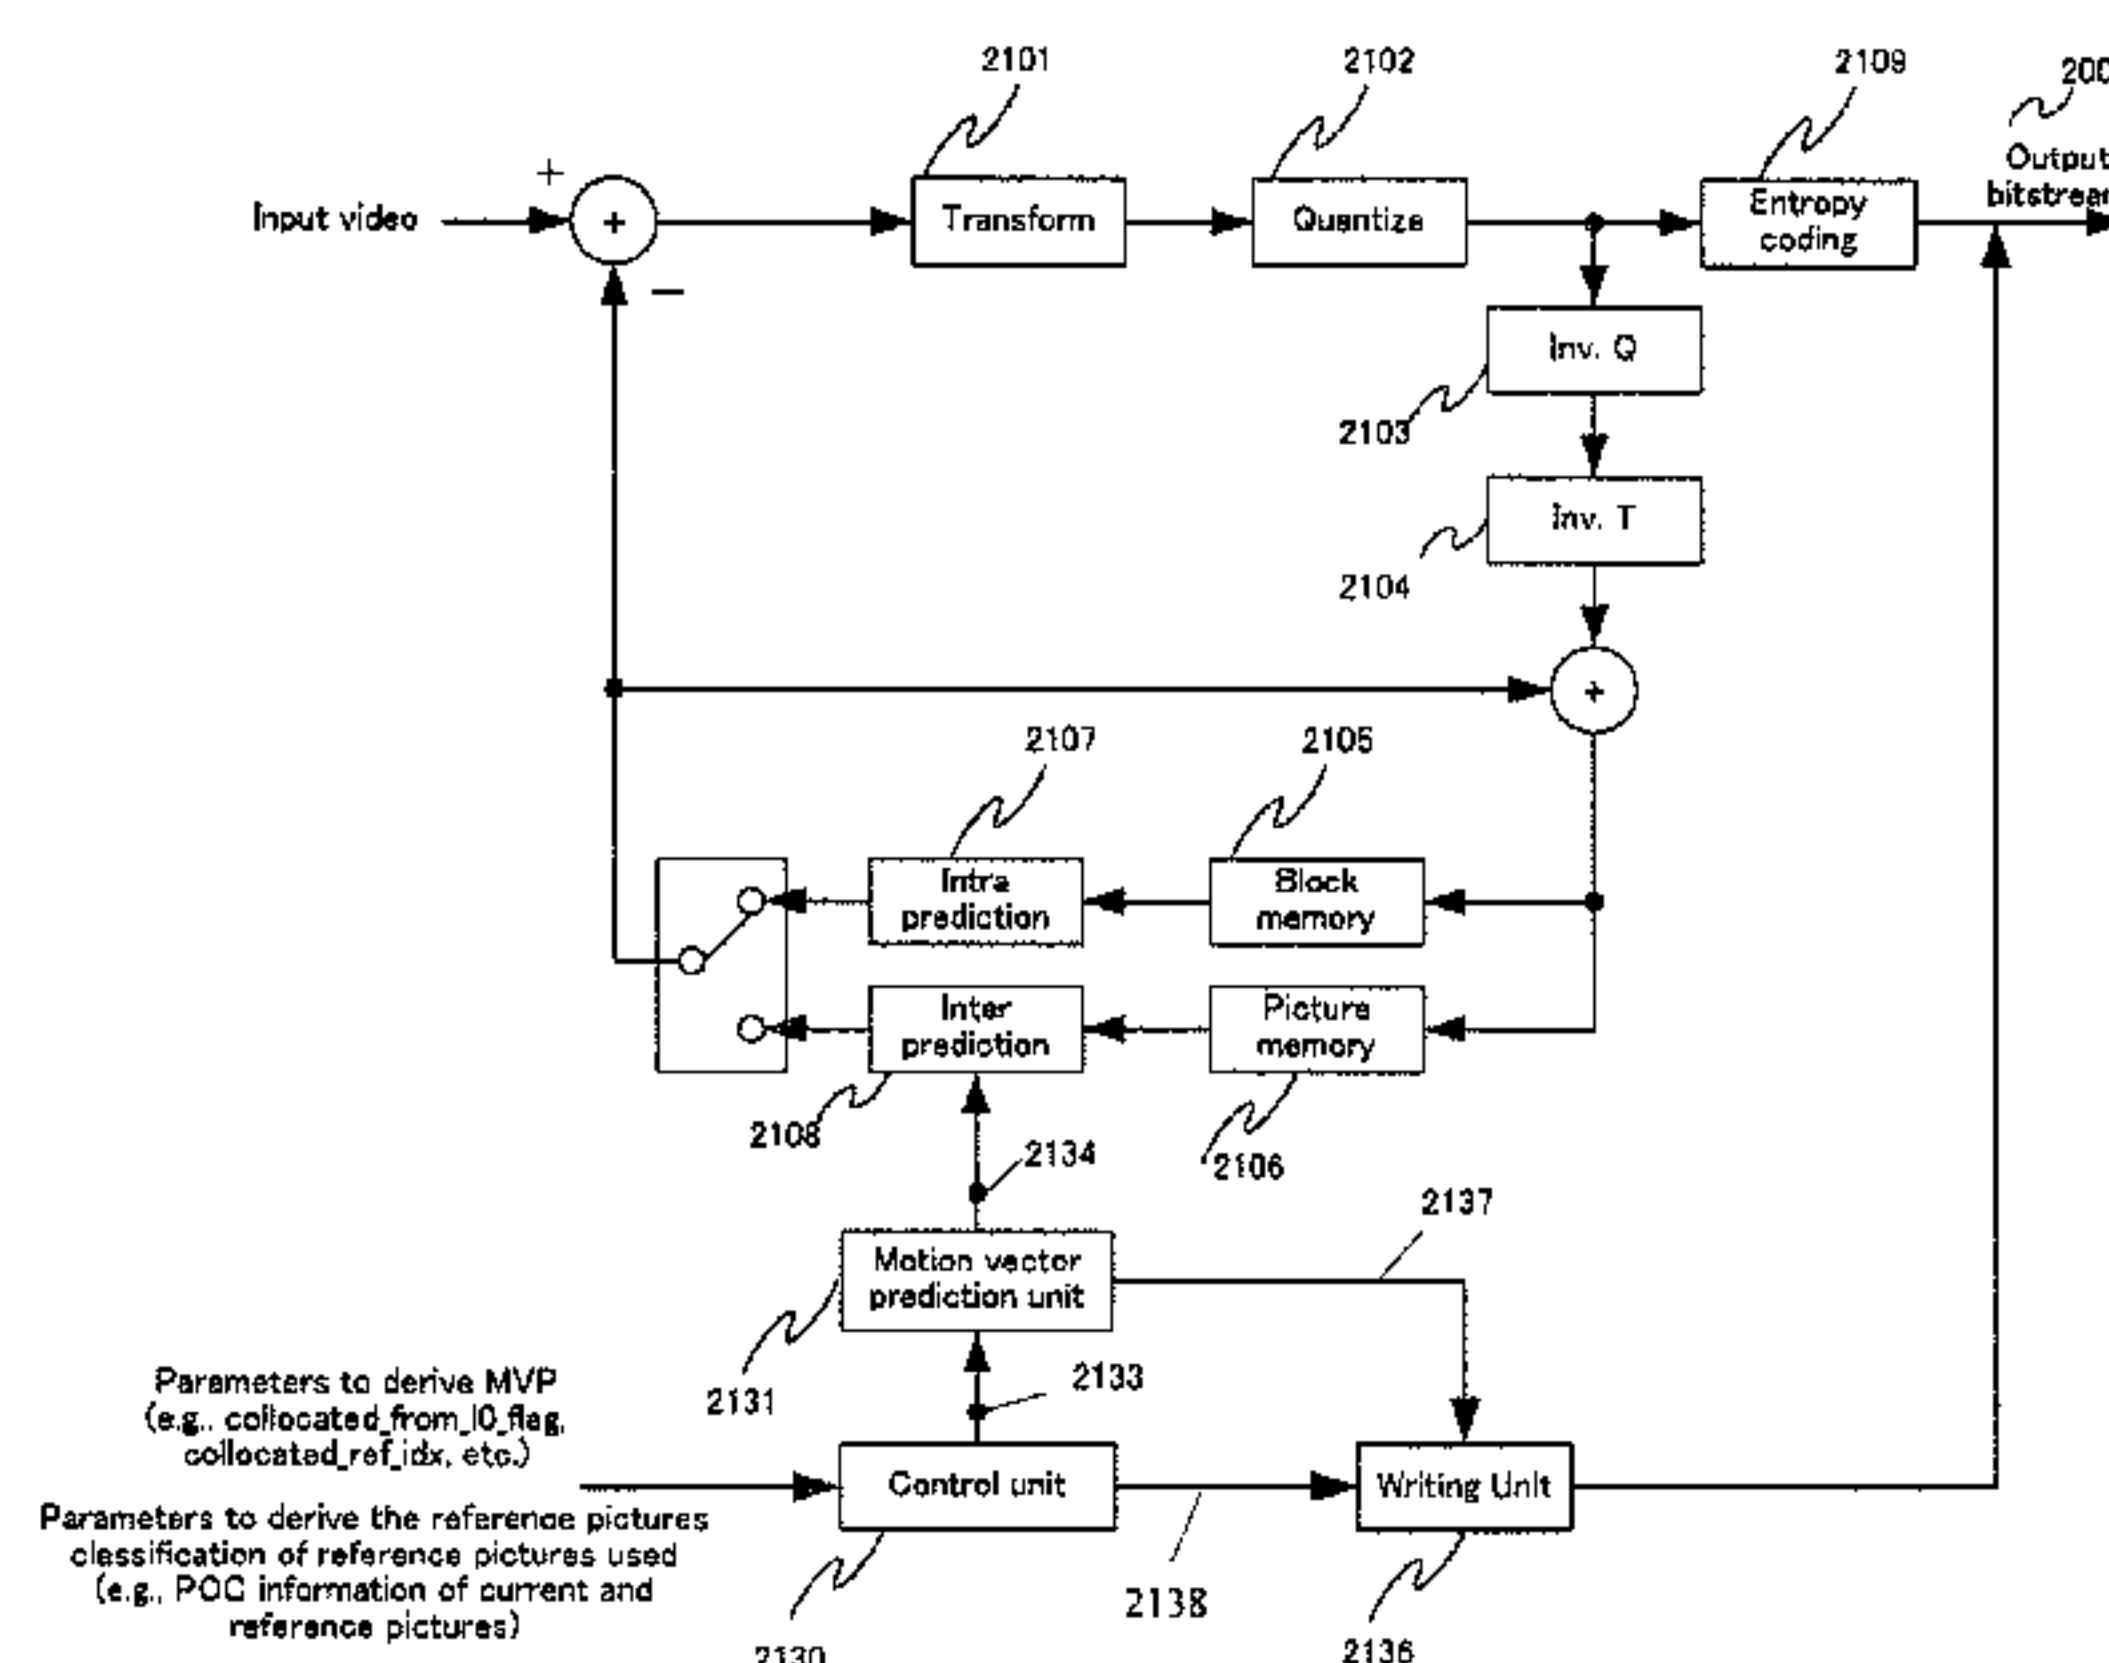 2101
2102
2109
200
Output
bitstream
+
Input video
+
Transform
Quantize
Entropy
coding
−
Inv. Q
2103
Inv. T
2104
+
2107
2105
Intra
prediction
Block
memory
Inter
prediction
Picture
memory
2108
2134
2106
2137
Motion vector
prediction unit
2131
2133
Parameters to derive MVP
(e.g., collocated_from_l0_flag,
collocated_ref_idx, etc.)
Control unit
Writing Unit
Parameters to derive the reference pictures
classification of reference pictures used
(e.g., POC information of current and
reference pictures)
2138
2130
2136